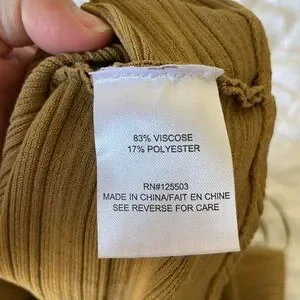 83% VISCOSE
17% POLYESTER
RN#125503
MADE IN CHINA/FAIT EN CHINE
SEE REVERSE FOR CARE